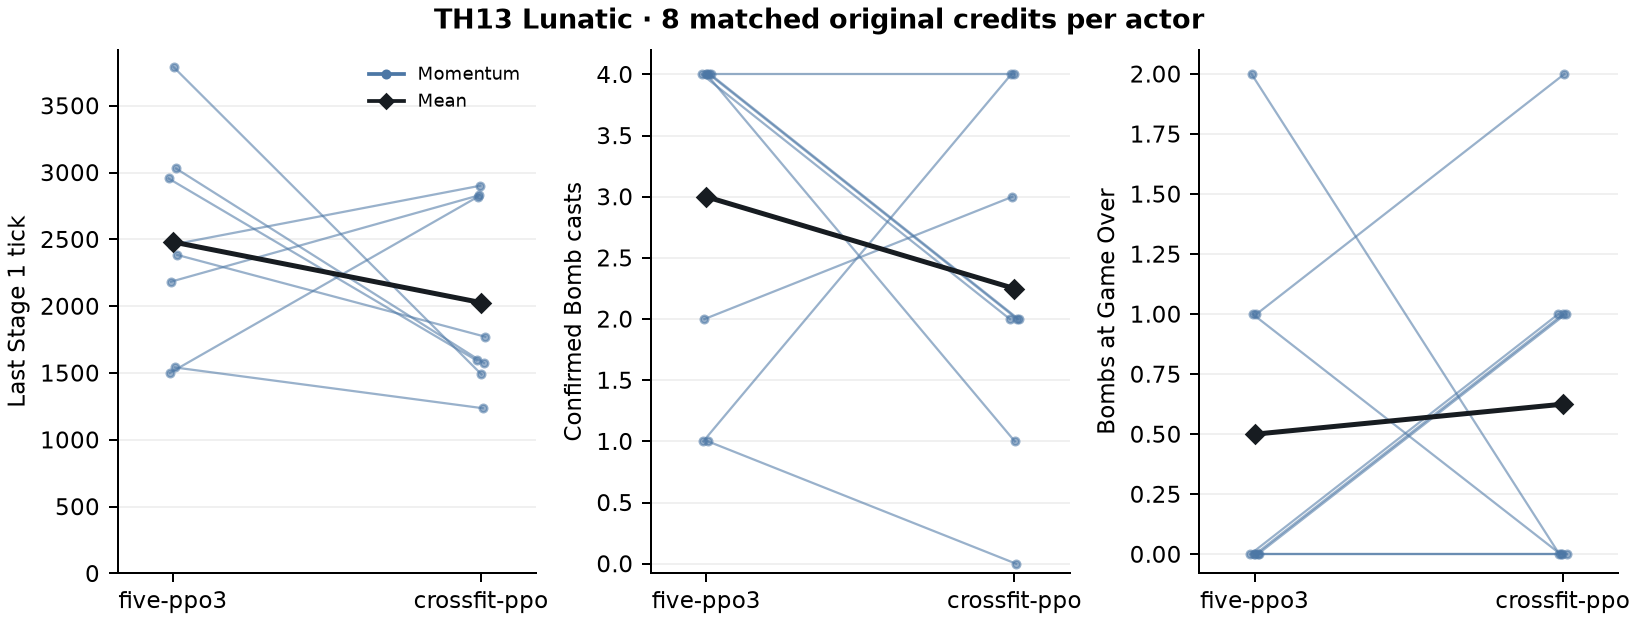 TH13 Lunatic · 8 matched original credits per actor
Last Stage 1 tick
3500
3000
2500
2000
1500
1000
500
0
Momentum
Mean
five-ppo3
crossfit-ppo
Confirmed Bomb casts
4.0
3.5
3.0
2.5
2.0
1.5
1.0
0.5
0.0
five-ppo3
crossfit-ppo
Bombs at Game Over
2.00
1.75
1.50
1.25
1.00
0.75
0.50
0.25
0.00
five-ppo3
crossfit-ppo